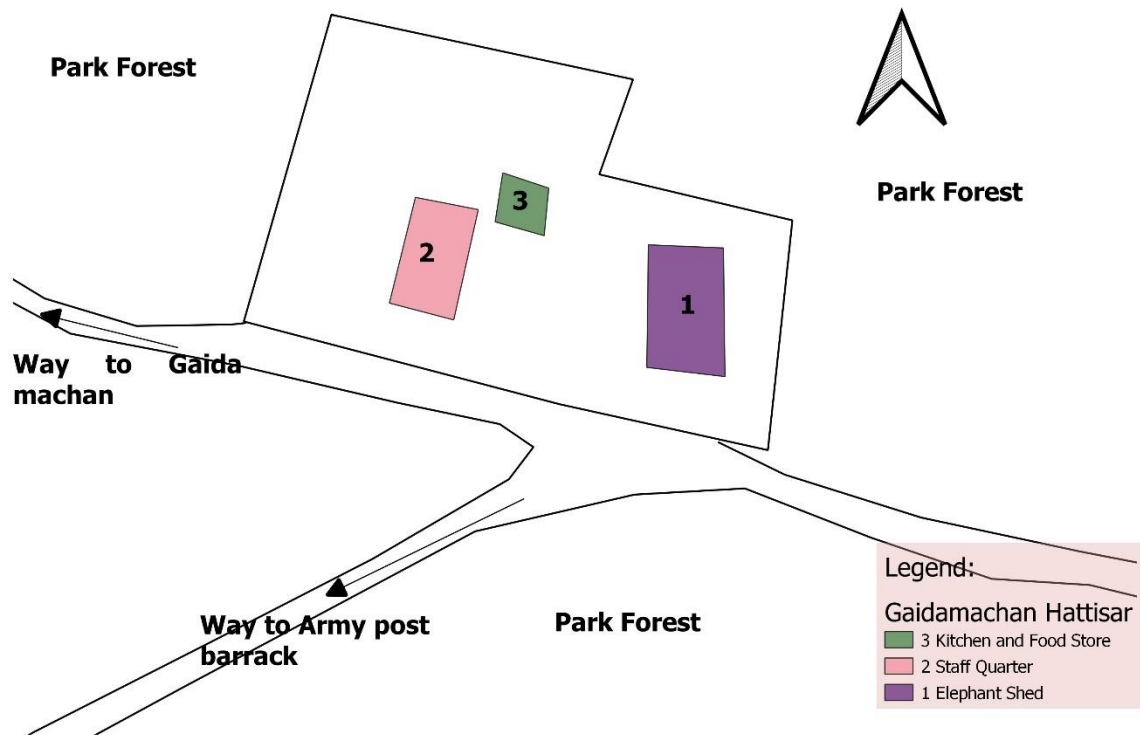 Park Forest
Park Forest
3
2
1
Way to Gaida
machan
Way to Army post
barrack
Park Forest
Legend:
Gaidamachan Hattisar
3 Kitchen and Food Store
2 Staff Quarter
1 Elephant Shed